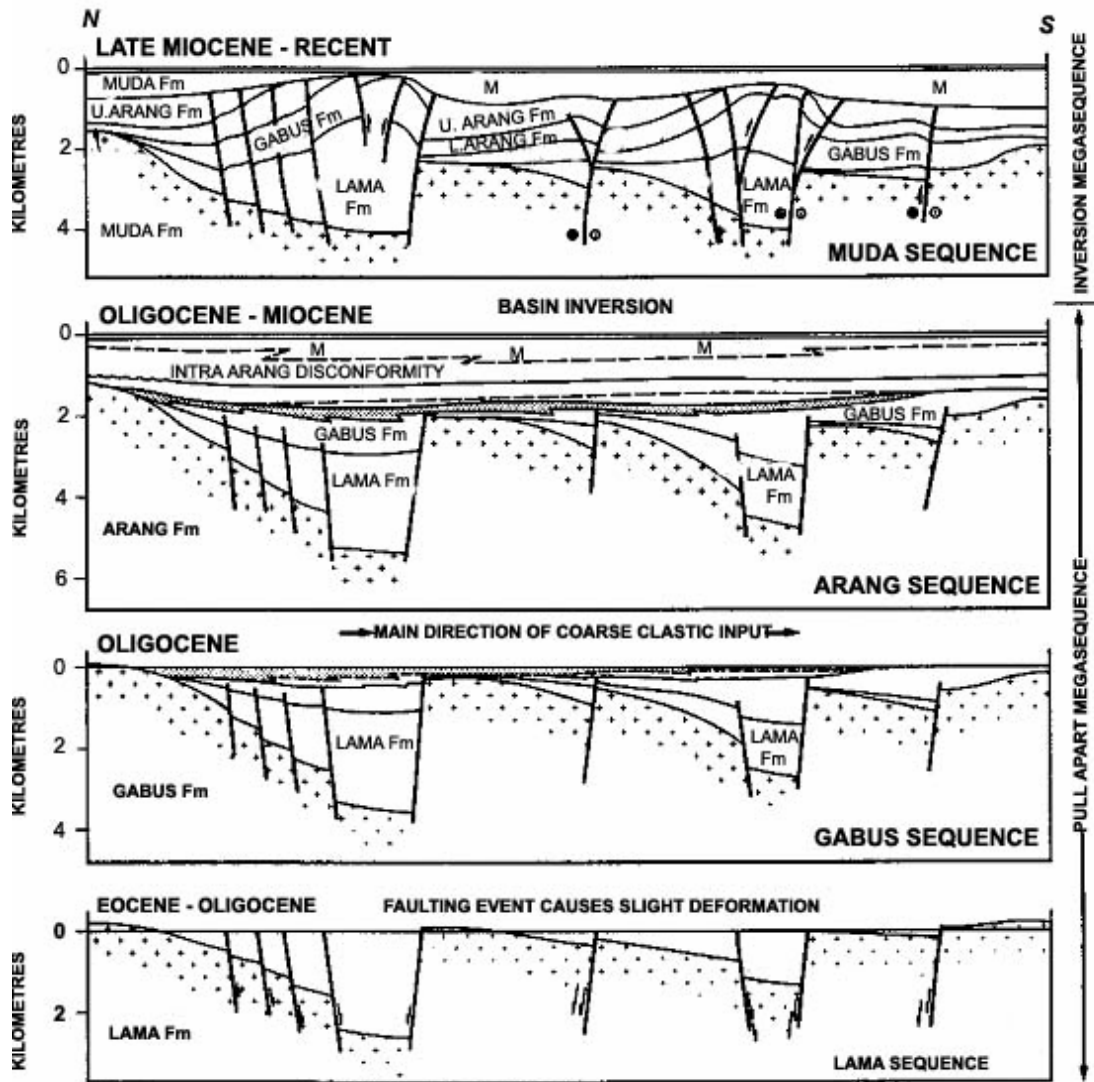 N
S
LATE MIOCENE - RECENT
0
MUDA Fm
M
M
U.ARANG Fm
GABUS Fm
U. ARANG Fm
L.ARANG Fm
GABUS Fm
2
LAMA
Fm
LAMA
Fm
4
MUDA Fm
MUDA SEQUENCE
KILOMETRES
INVERSION MEGASEQUENCE
BASIN INVERSION
OLIGOCENE - MIOCENE
0
M
M
M
INTRA ARANG DISCONFORMITY
2
GABUS Fm
GABUS Fm
LAMA Fm
LAMA
Fm
4
ARANG Fm
6
ARANG SEQUENCE
KILOMETRES
MAIN DIRECTION OF COARSE CLASTIC INPUT
OLIGOCENE
0
LAMA Fm
LAMA
Fm
2
GABUS Fm
4
GABUS SEQUENCE
KILOMETRES
PULL APART MEGASEQUENCE
EOCENE - OLIGOCENE
FAULTING EVENT CAUSES SLIGHT DEFORMATION
0
2
LAMA Fm
LAMA SEQUENCE
KILOMETRES